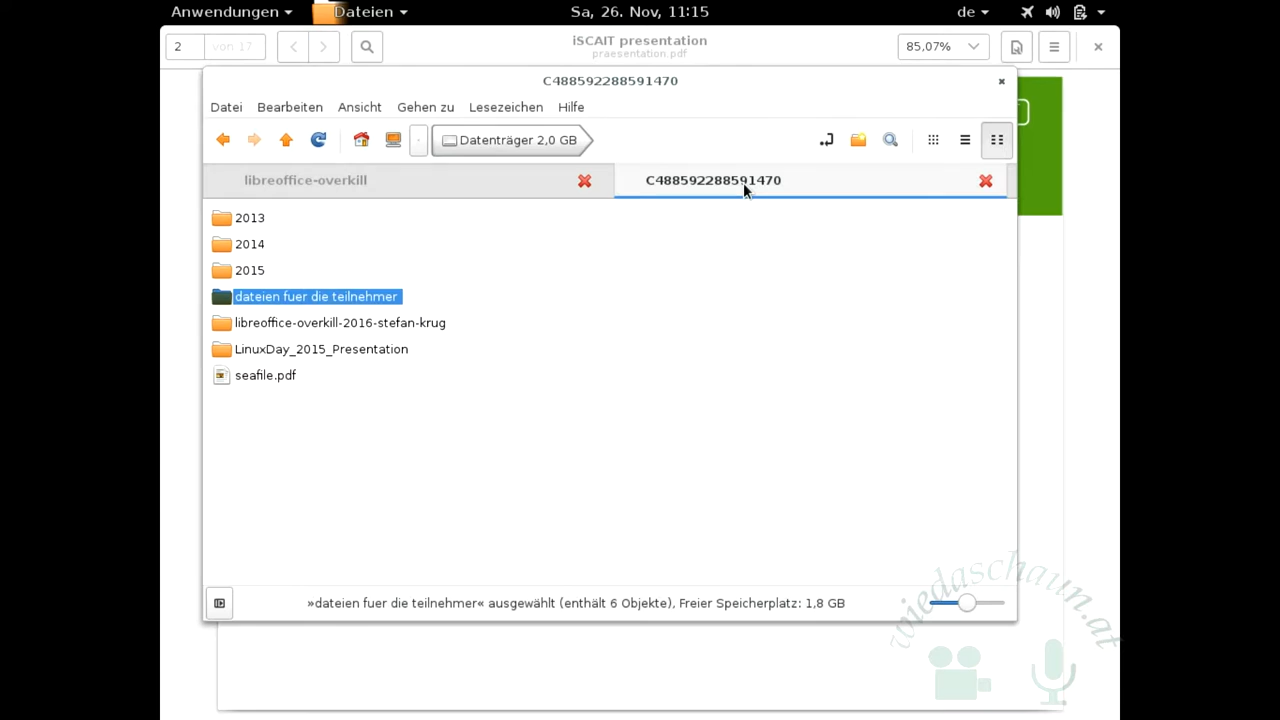 Anwendungen Dateien Sa, 26. Nov, 11:15 de
2 von 17 iSCAIT presentation 85,07%
praesentation.pdf
C488592288591470
Datei Bearbeiten Ansicht Gehen zu Lesezeichen Hilfe
Datenträger 2,0 GB
libreoffice-overkill C488592288591470
2013
2014
2015
dateien fuer die teilnehmer
libreoffice-overkill-2016-stefan-krug
LinuxDay_2015_Presentation
seafile.pdf
»dateien fuer die teilnehmer« ausgewählt (enthält 6 Objekte), Freier Speicherplatz: 1,8 GB
wiedaschaun.at